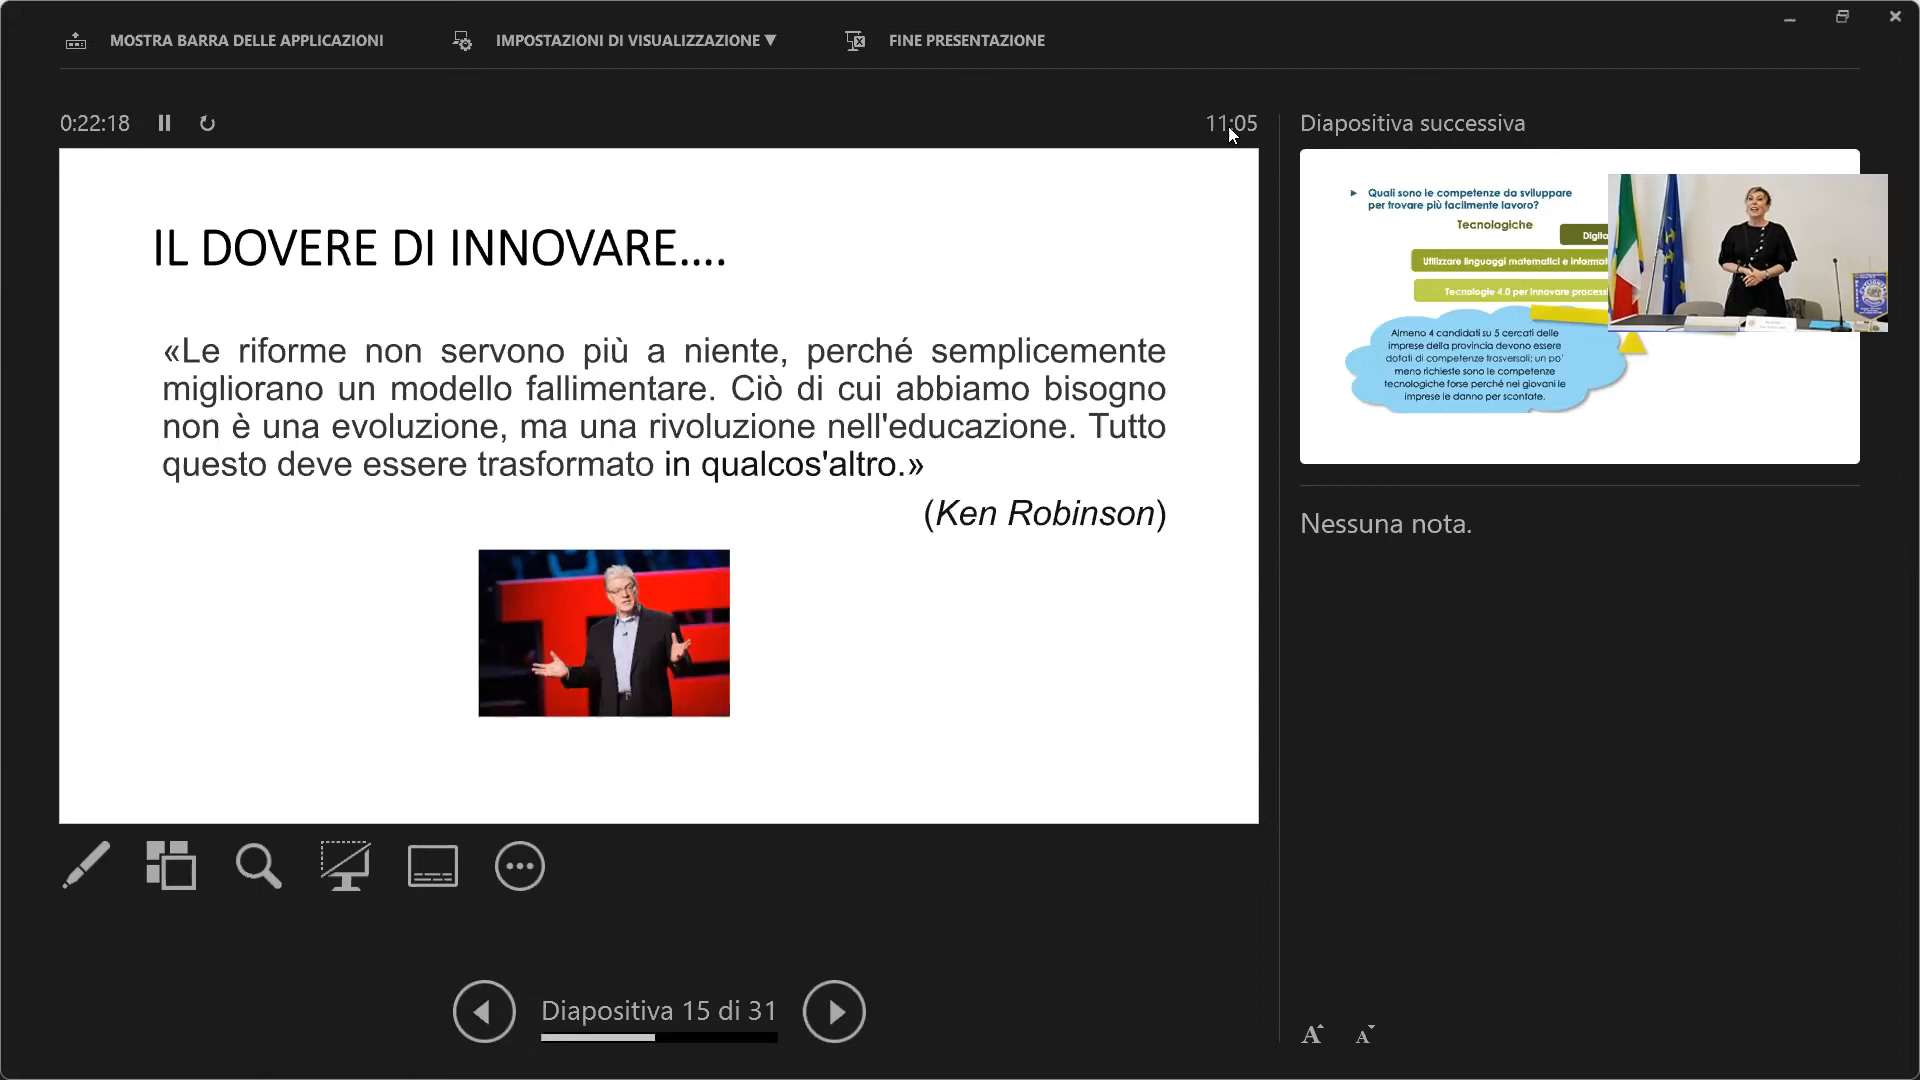 MOSTRA BARRA DELLE APPLICAZIONI
IMPOSTAZIONI DI VISUALIZZAZIONE ▼
FINE PRESENTAZIONE
0:22:18
11:05
IL DOVERE DI INNOVARE....
«Le riforme non servono più a niente, perché semplicemente
migliorano un modello fallimentare. Ciò di cui abbiamo bisogno
non è una evoluzione, ma una rivoluzione nell'educazione. Tutto
questo deve essere trasformato in qualcos'altro.»
(Ken Robinson)
TE
Diapositiva 15 di 31
Diapositiva successiva
Quali sono le competenze da sviluppare
per trovare più facilmente lavoro?
Tecnologiche
Digita
Utilizzare linguaggi matematici e informat
Tecnologie 4.0 per innovare processi
Almeno 4 candidati su 5 cercati delle
imprese della provincia devono essere
dotati di competenze trasversali; un po'
meno richieste sono le competenze
tecnologiche forse perché nei giovani le
imprese le danno per scontate.
Nessuna nota.
A A